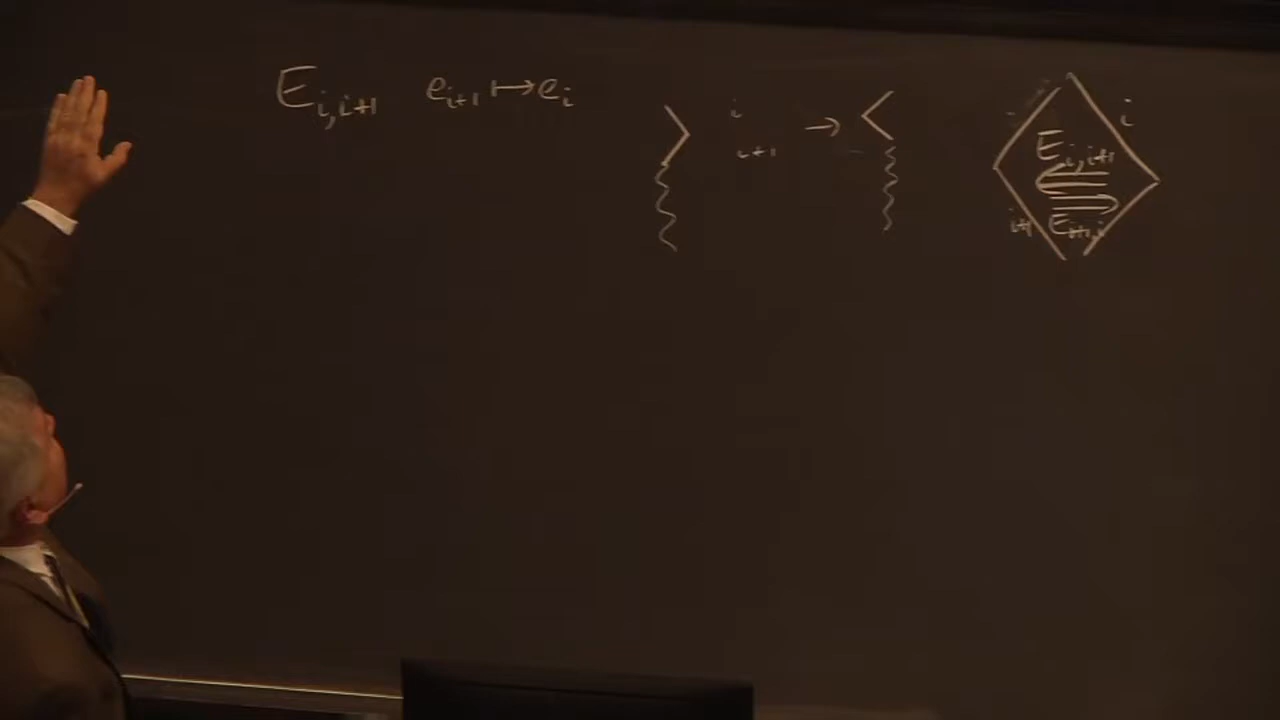 E_{i,i+1} e_{i+1} ↦ e_i
i → i
i+1
E_{i,i+1}
i+1 E_{i+1,i}